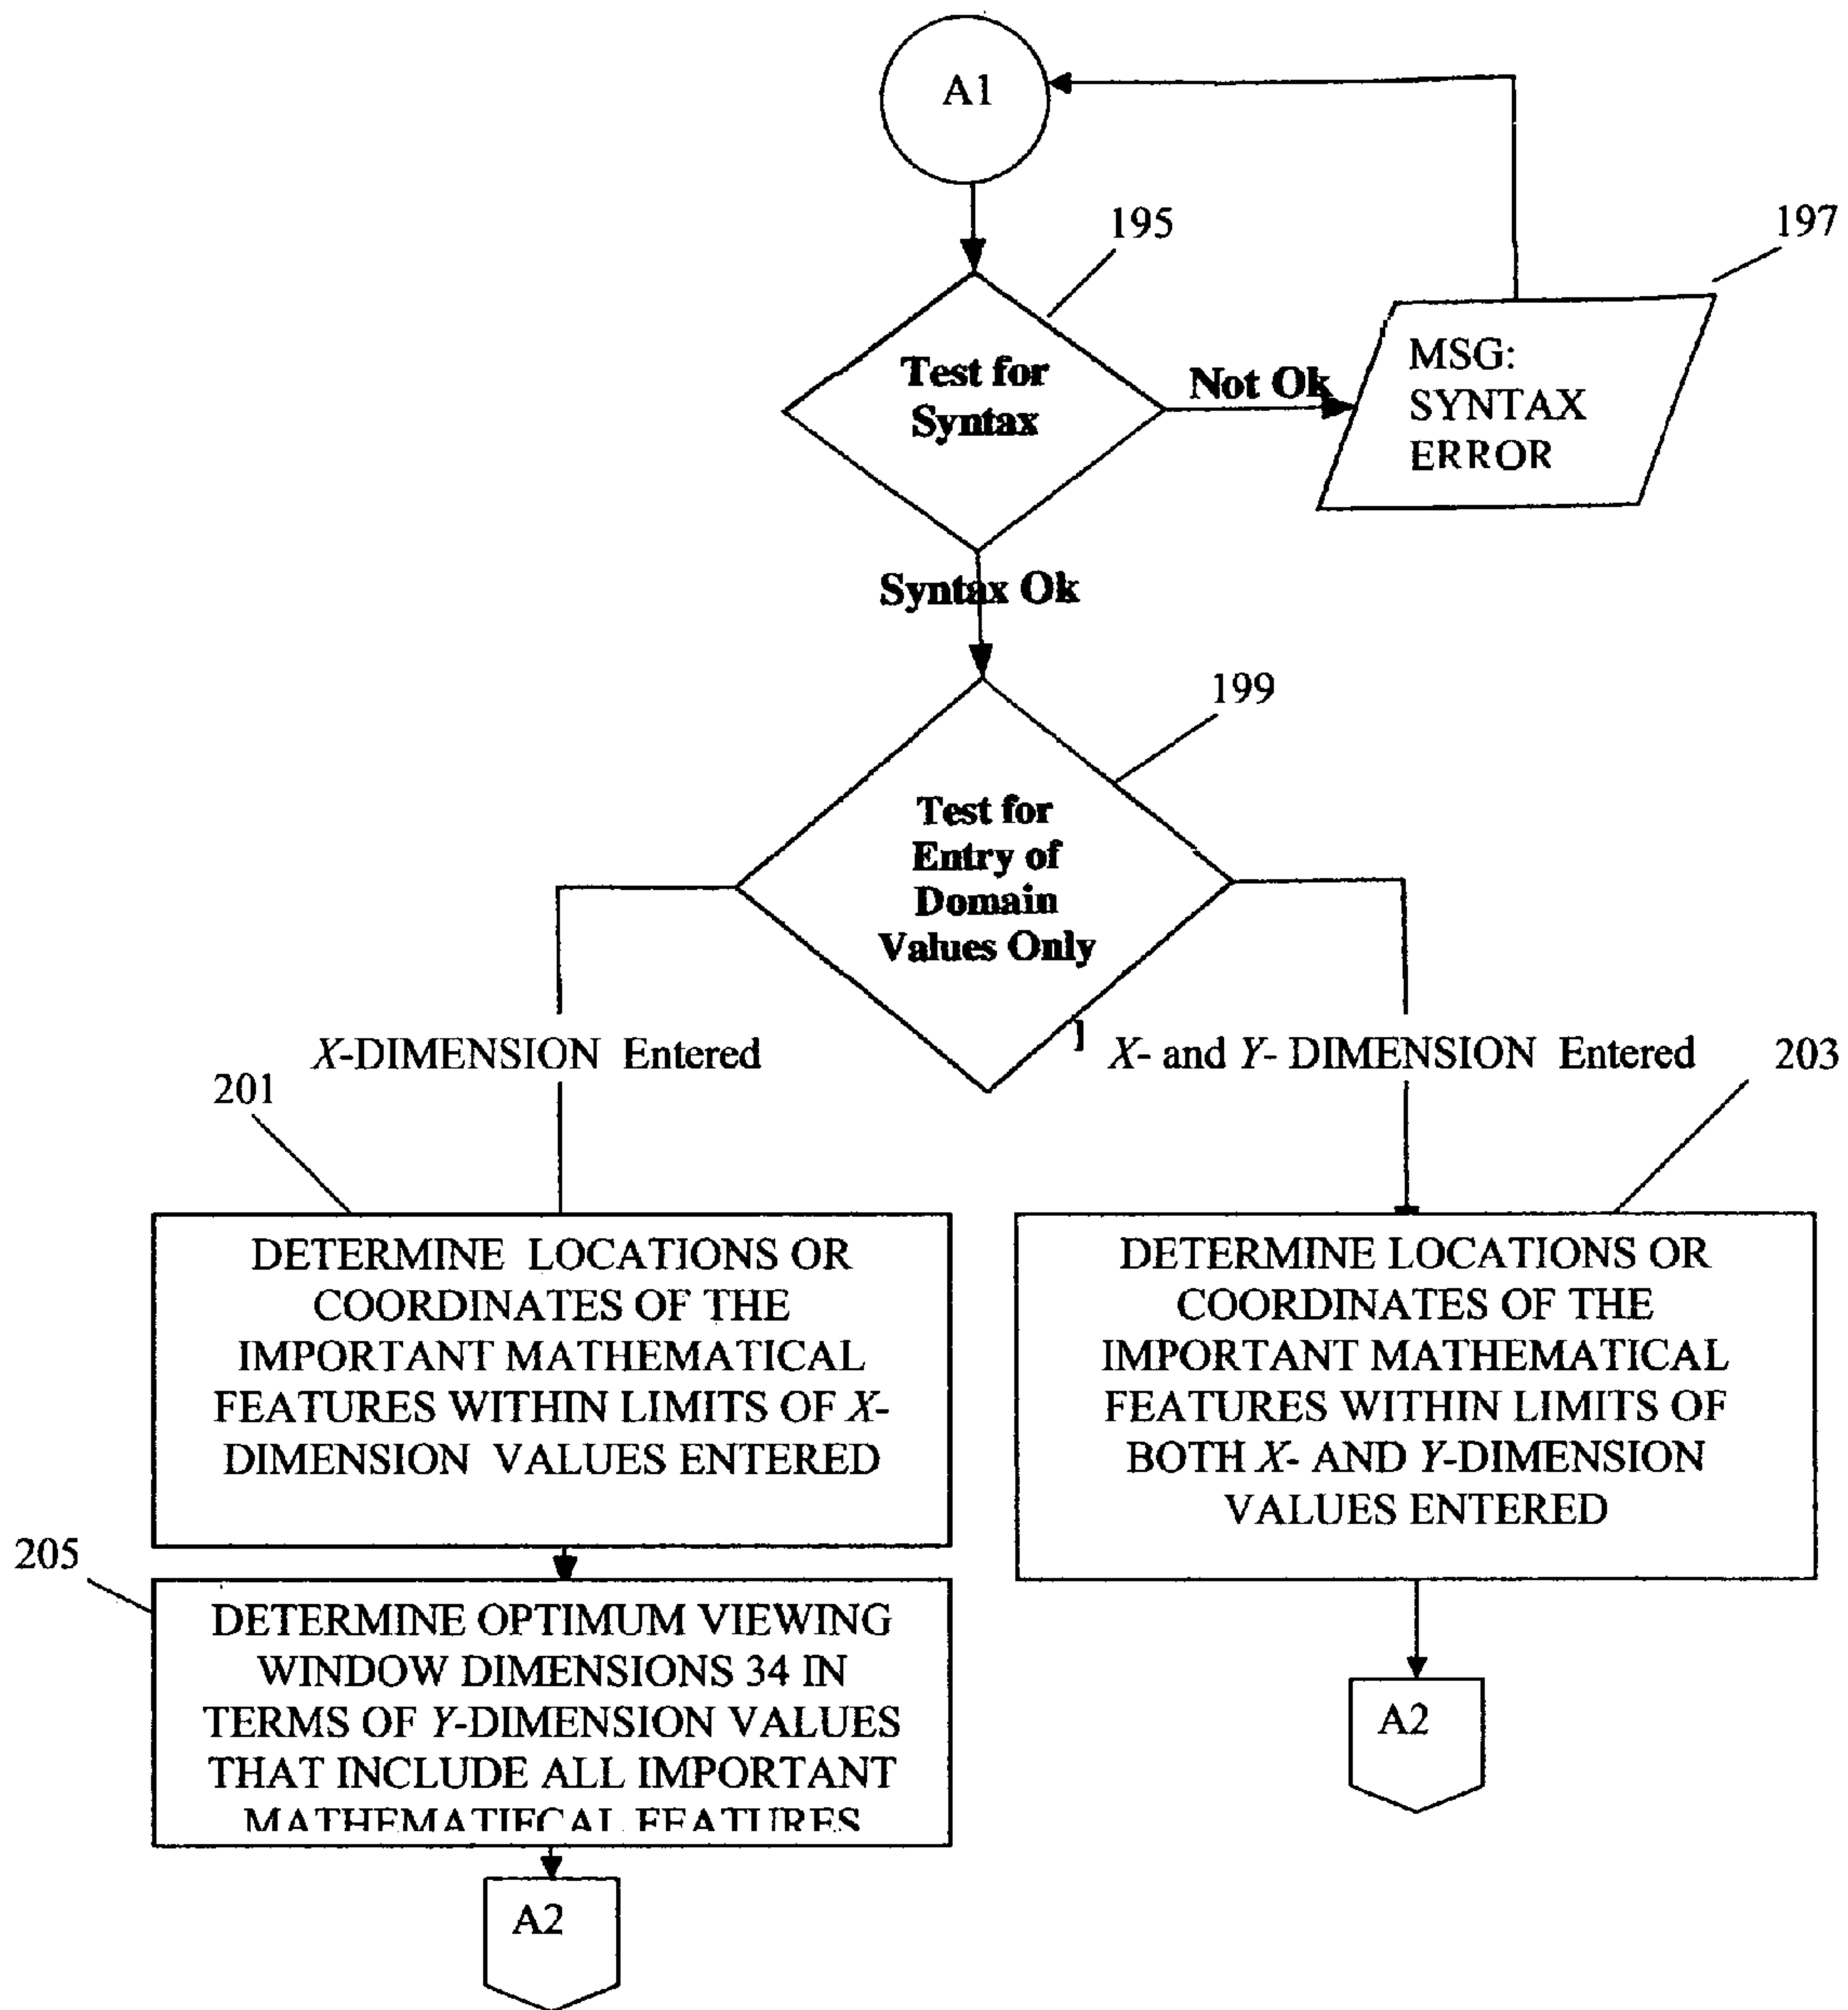 A1
195
197
Test for
Syntax
Not Ok
MSG:
SYNTAX
ERROR
Syntax Ok
199
Test for
Entry of
Domain
Values Only
]
X-DIMENSION Entered
X- and Y- DIMENSION Entered
201
203
DETERMINE LOCATIONS OR
COORDINATES OF THE
IMPORTANT MATHEMATICAL
FEATURES WITHIN LIMITS OF X-
DIMENSION VALUES ENTERED
DETERMINE LOCATIONS OR
COORDINATES OF THE
IMPORTANT MATHEMATICAL
FEATURES WITHIN LIMITS OF
BOTH X- AND Y-DIMENSION
VALUES ENTERED
205
DETERMINE OPTIMUM VIEWING
WINDOW DIMENSIONS 34 IN
TERMS OF Y-DIMENSION VALUES
THAT INCLUDE ALL IMPORTANT
MATHEMATIECAL FEATURES
A2
A2